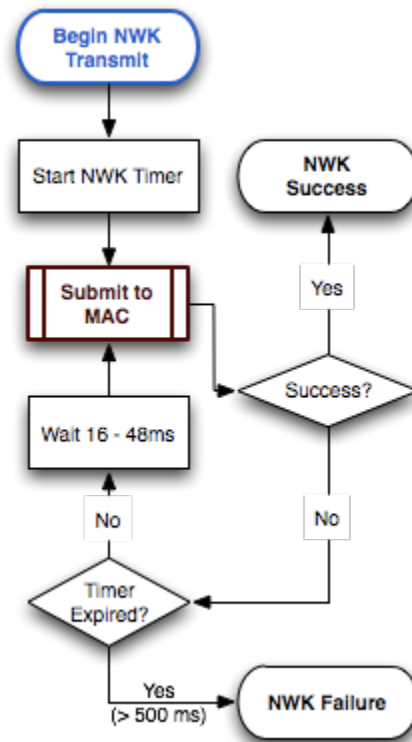 Begin NWK
Transmit
Start NWK Timer
NWK
Success
Submit to
MAC
Yes
Success?
Wait 16 - 48ms
No
No
Timer
Expired?
Yes
(> 500 ms)
NWK Failure